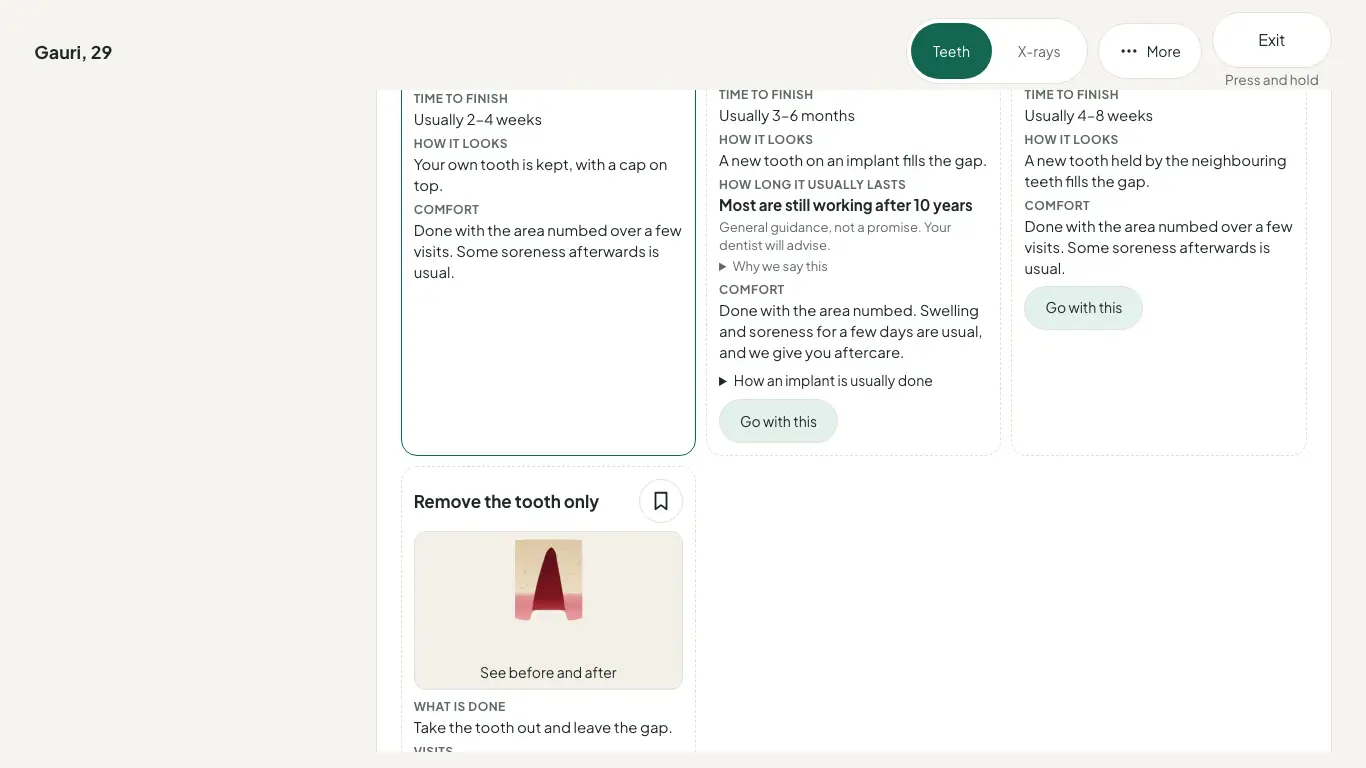 Gauri, 29
Teeth
X-rays
••• More
Exit
Press and hold
TIME TO FINISH
Usually 2–4 weeks
HOW IT LOOKS
Your own tooth is kept, with a cap on
top.
COMFORT
Done with the area numbed over a few
visits. Some soreness afterwards is
usual.
TIME TO FINISH
Usually 3–6 months
HOW IT LOOKS
A new tooth on an implant fills the gap.
HOW LONG IT USUALLY LASTS
Most are still working after 10 years
General guidance, not a promise. Your
dentist will advise.
Why we say this
COMFORT
Done with the area numbed. Swelling
and soreness for a few days are usual,
and we give you aftercare.
How an implant is usually done
Go with this
TIME TO FINISH
Usually 4–8 weeks
HOW IT LOOKS
A new tooth held by the neighbouring
teeth fills the gap.
COMFORT
Done with the area numbed over a few
visits. Some soreness afterwards is
usual.
Go with this
Remove the tooth only
See before and after
WHAT IS DONE
Take the tooth out and leave the gap.
VISITS